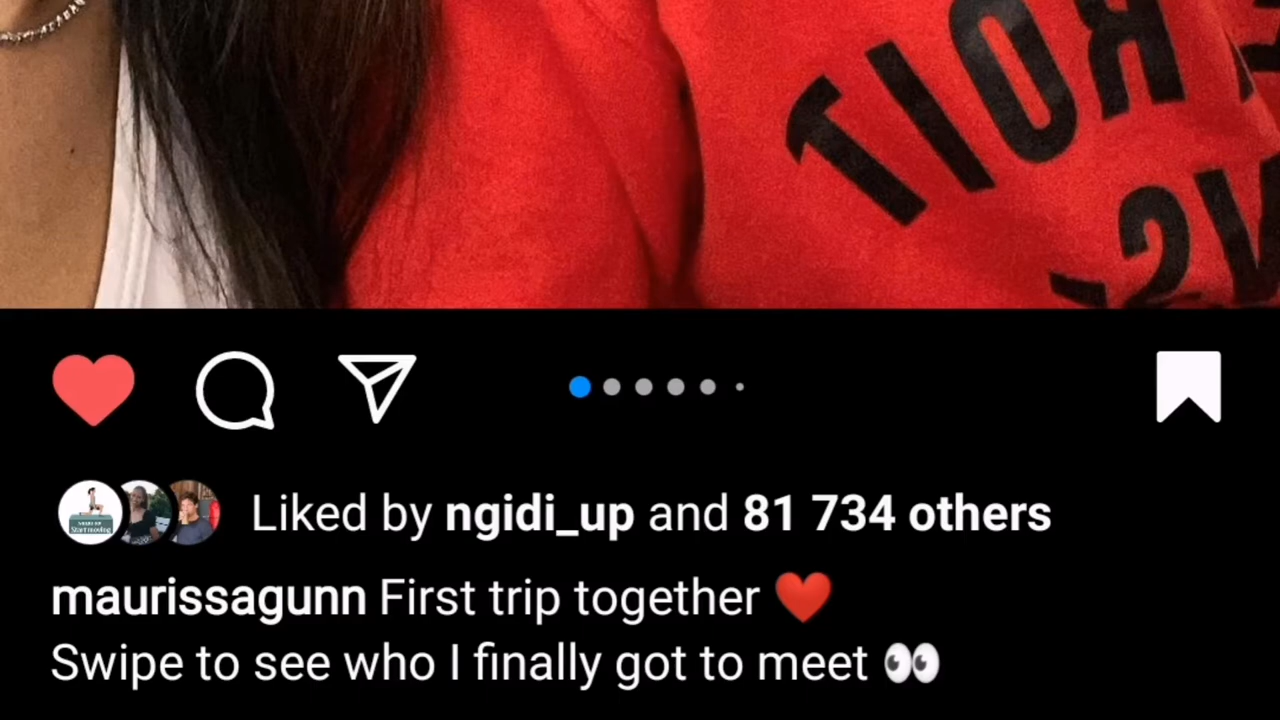 Liked by ngidi_up and 81 734 others
maurissagunn First trip together ❤️
Swipe to see who I finally got to meet 👀